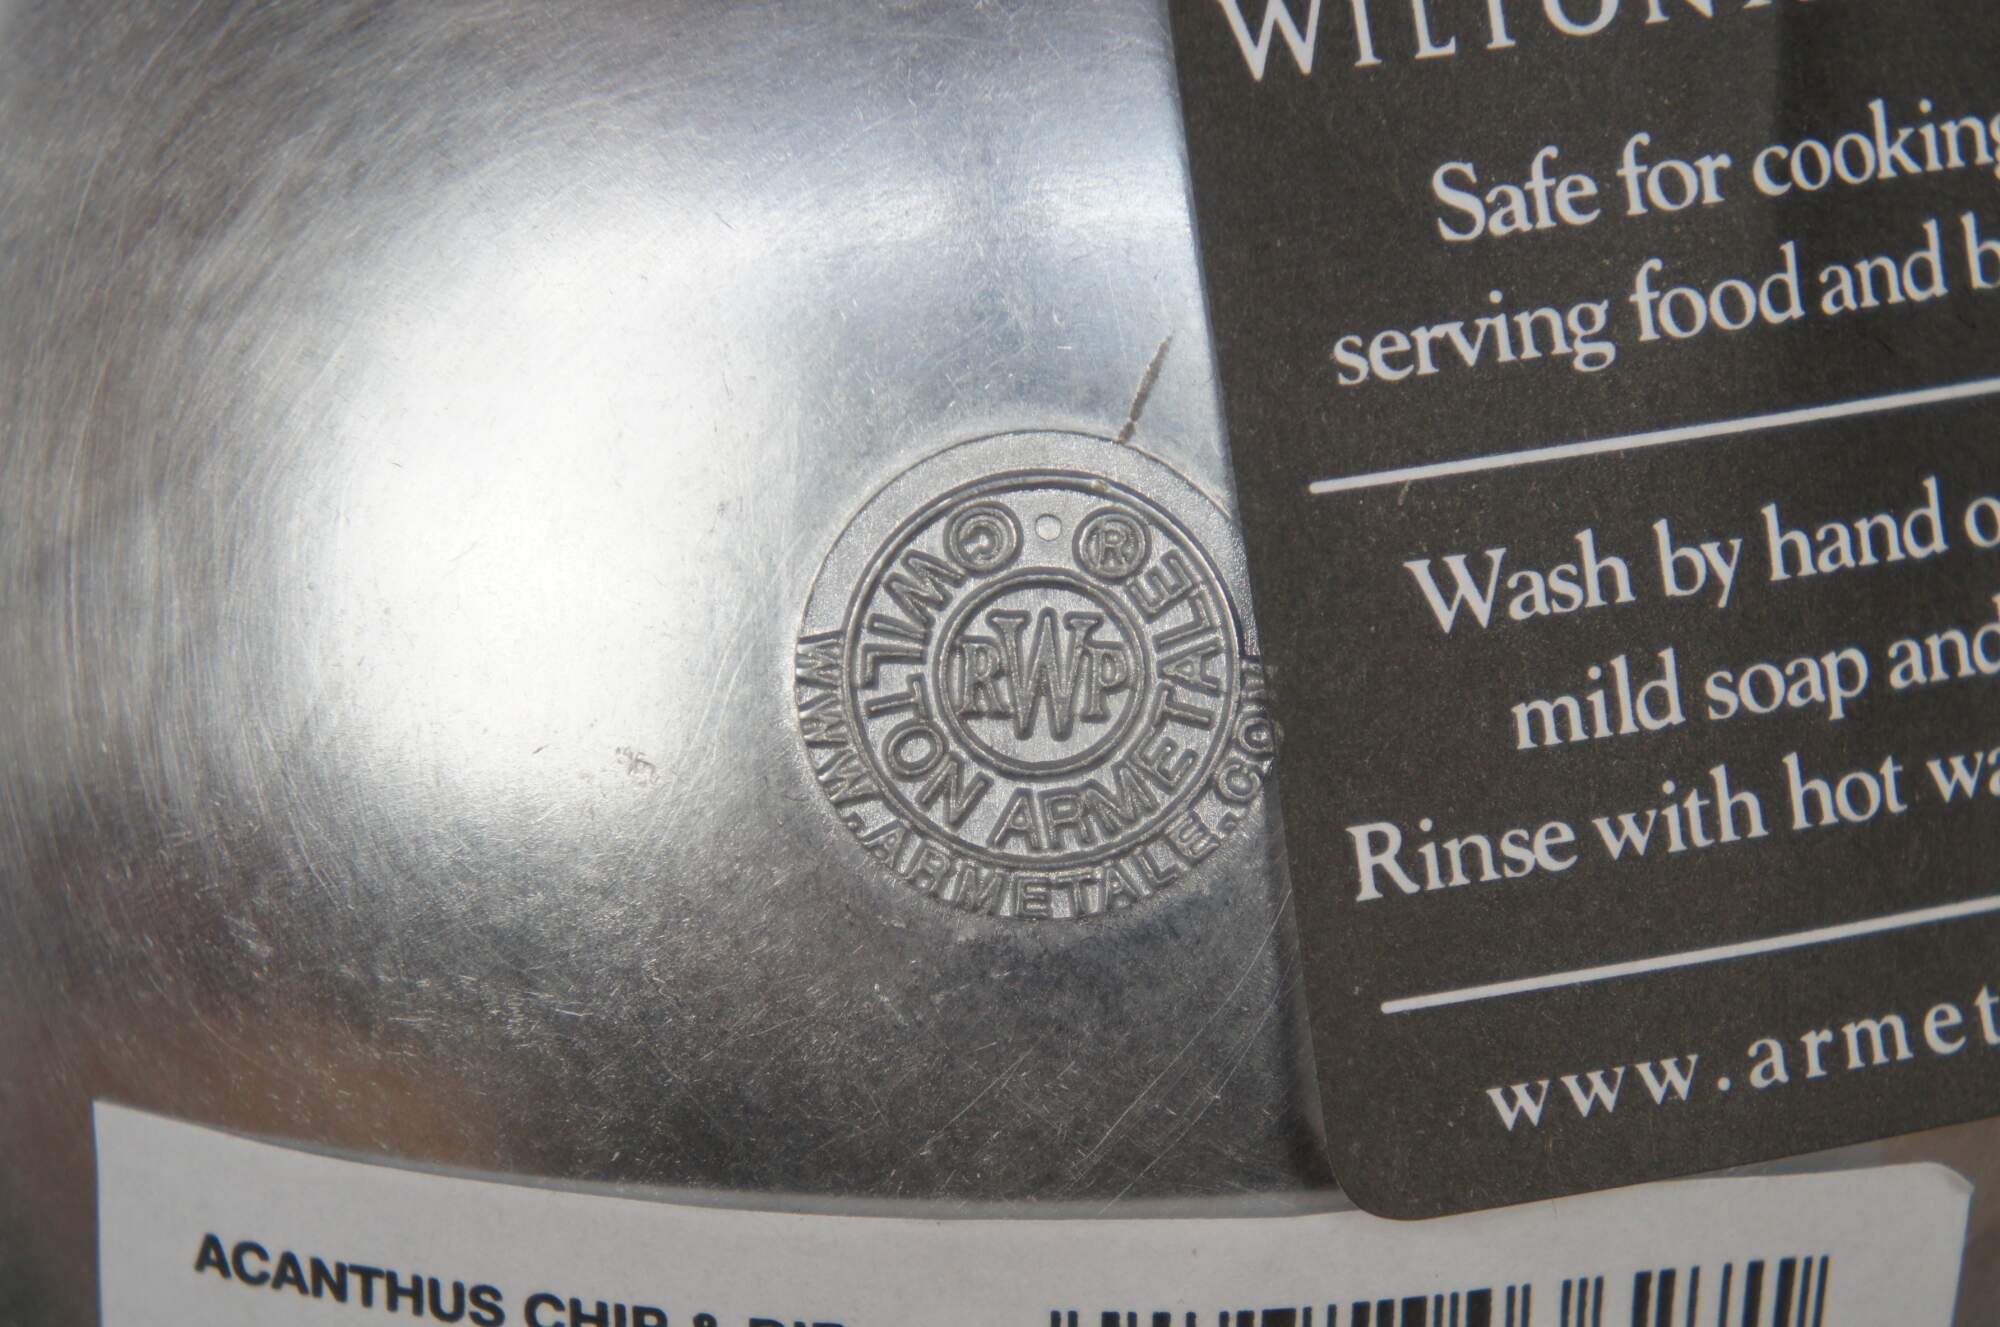 WILTON
Safe for cooking
serving food and b
Wash by hand o
mild soap and
Rinse with hot wa
www.armet
© WILTON ARMETALE ®
RWP
WWW.ARMETALE.COM
ACANTHUS CHIP & DIP